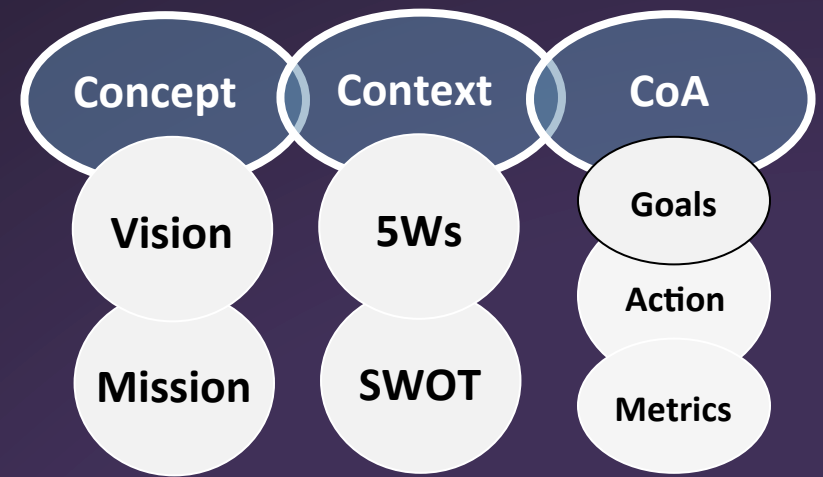 Concept
Vision
Mission
Context
5Ws
SWOT
CoA
Goals
Action
Metrics